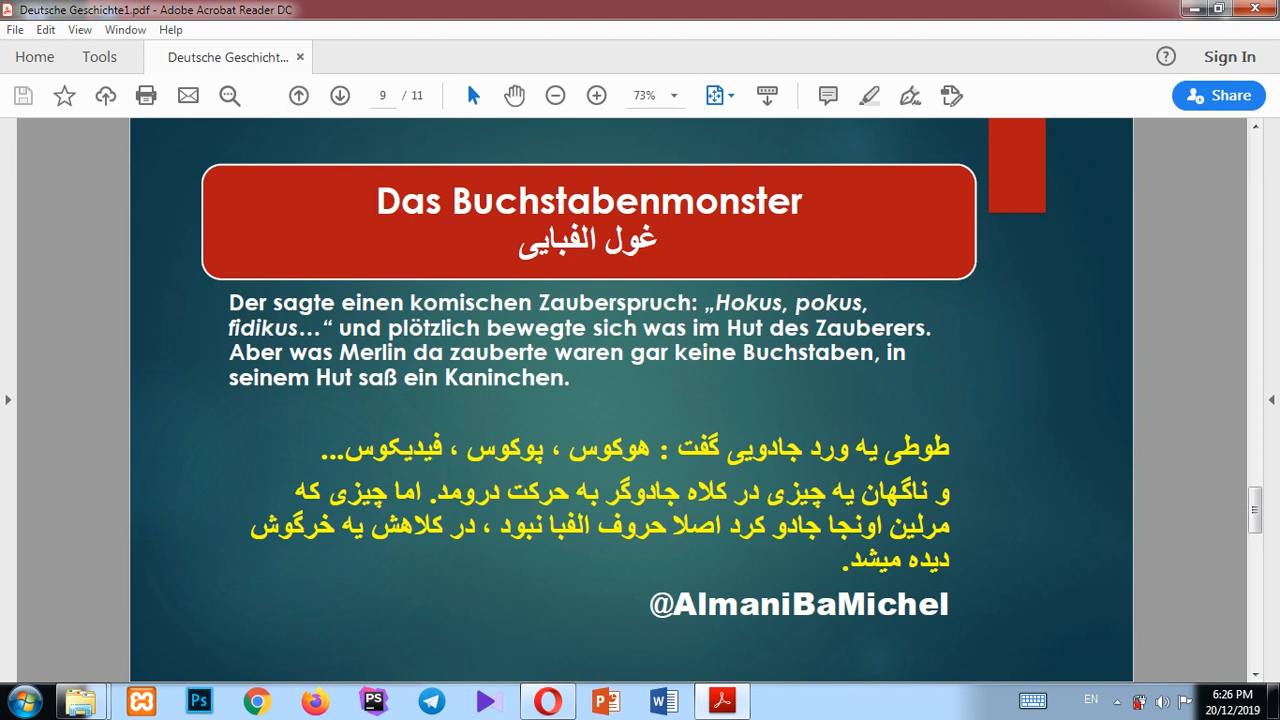 Deutsche Geschichte1.pdf - Adobe Acrobat Reader DC
File Edit View Window Help
Home Tools Deutsche Geschicht... × Sign In
9 / 11 73% Share
Das Buchstabenmonster
غول الفبایی
Der sagte einen komischen Zauberspruch: „Hokus, pokus,
fidikus…“ und plötzlich bewegte sich was im Hut des Zauberers.
Aber was Merlin da zauberte waren gar keine Buchstaben, in
seinem Hut saß ein Kaninchen.
طوطی یه ورد جادویی گفت : هوکوس ، پوکوس ، فیدیکوس...
و ناگهان یه چیزی در کلاه جادوگر به حرکت درومد. اما چیزی که
مرلین اونجا جادو کرد اصلا حروف الفبا نبود ، در کلاهش یه خرگوش
دیده میشد.
@AlmaniBaMichel
Ps PS EN 6:26 PM
20/12/2019